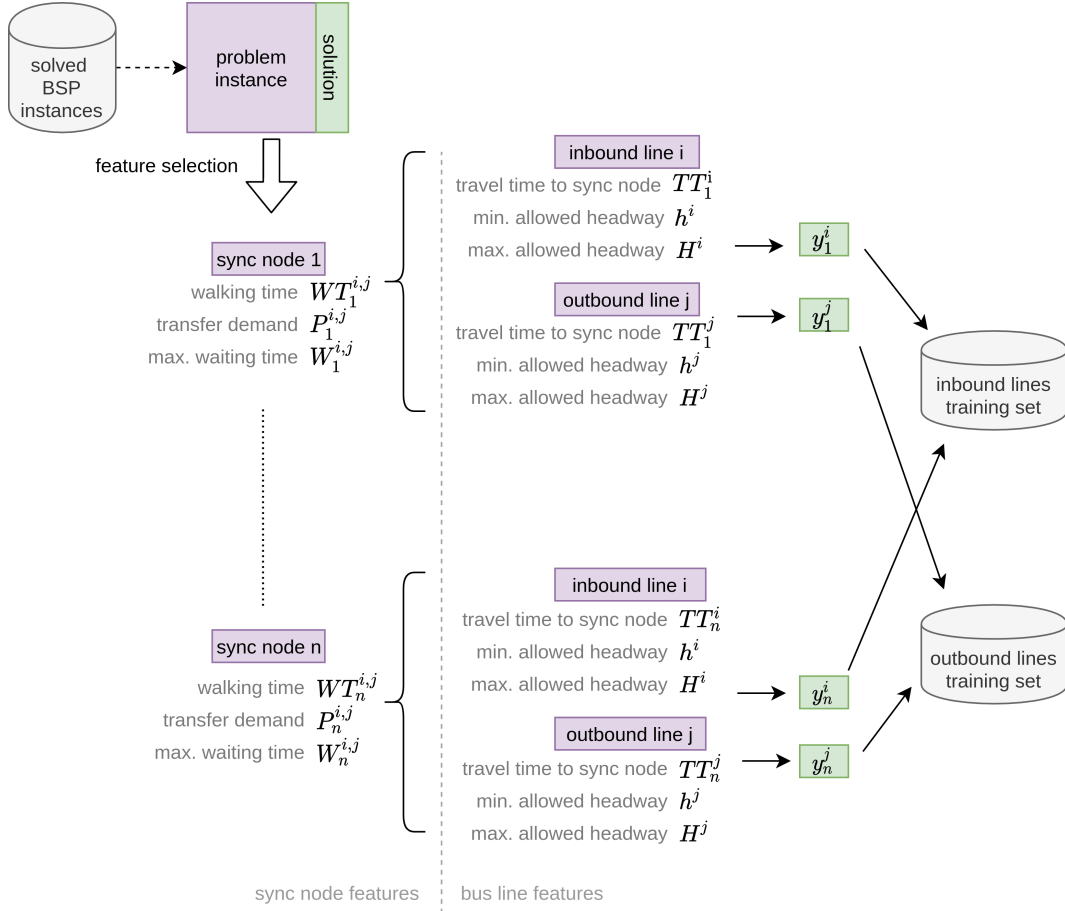 solved
BSP
instances
problem
instance
solution
feature selection
sync node 1
walking time $WT_1^{i,j}$
transfer demand $P_1^{i,j}$
max. waiting time $W_1^{i,j}$
inbound line i
travel time to sync node $TT_1^{\mathrm{i}}$
min. allowed headway $h^i$
max. allowed headway $H^i$
$y_1^i$
outbound line j
travel time to sync node $TT_1^j$
min. allowed headway $h^j$
max. allowed headway $H^j$
$y_1^j$
inbound lines
training set
sync node n
walking time $WT_n^{i,j}$
transfer demand $P_n^{i,j}$
max. waiting time $W_n^{i,j}$
inbound line i
travel time to sync node $TT_n^i$
min. allowed headway $h^i$
max. allowed headway $H^i$
$y_n^i$
outbound line j
travel time to sync node $TT_n^j$
min. allowed headway $h^j$
max. allowed headway $H^j$
$y_n^j$
outbound lines
training set
sync node features
bus line features